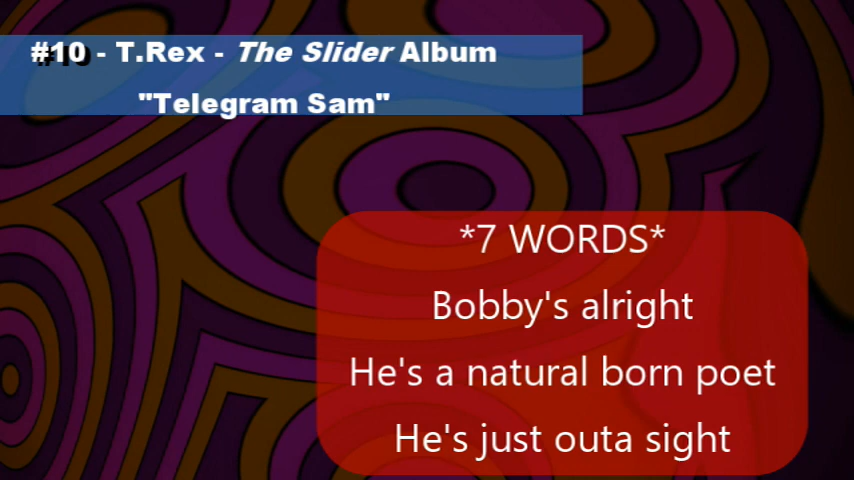 #10 - T.Rex - The Slider Album
"Telegram Sam"
*7 WORDS*
Bobby's alright
He's a natural born poet
He's just outa sight